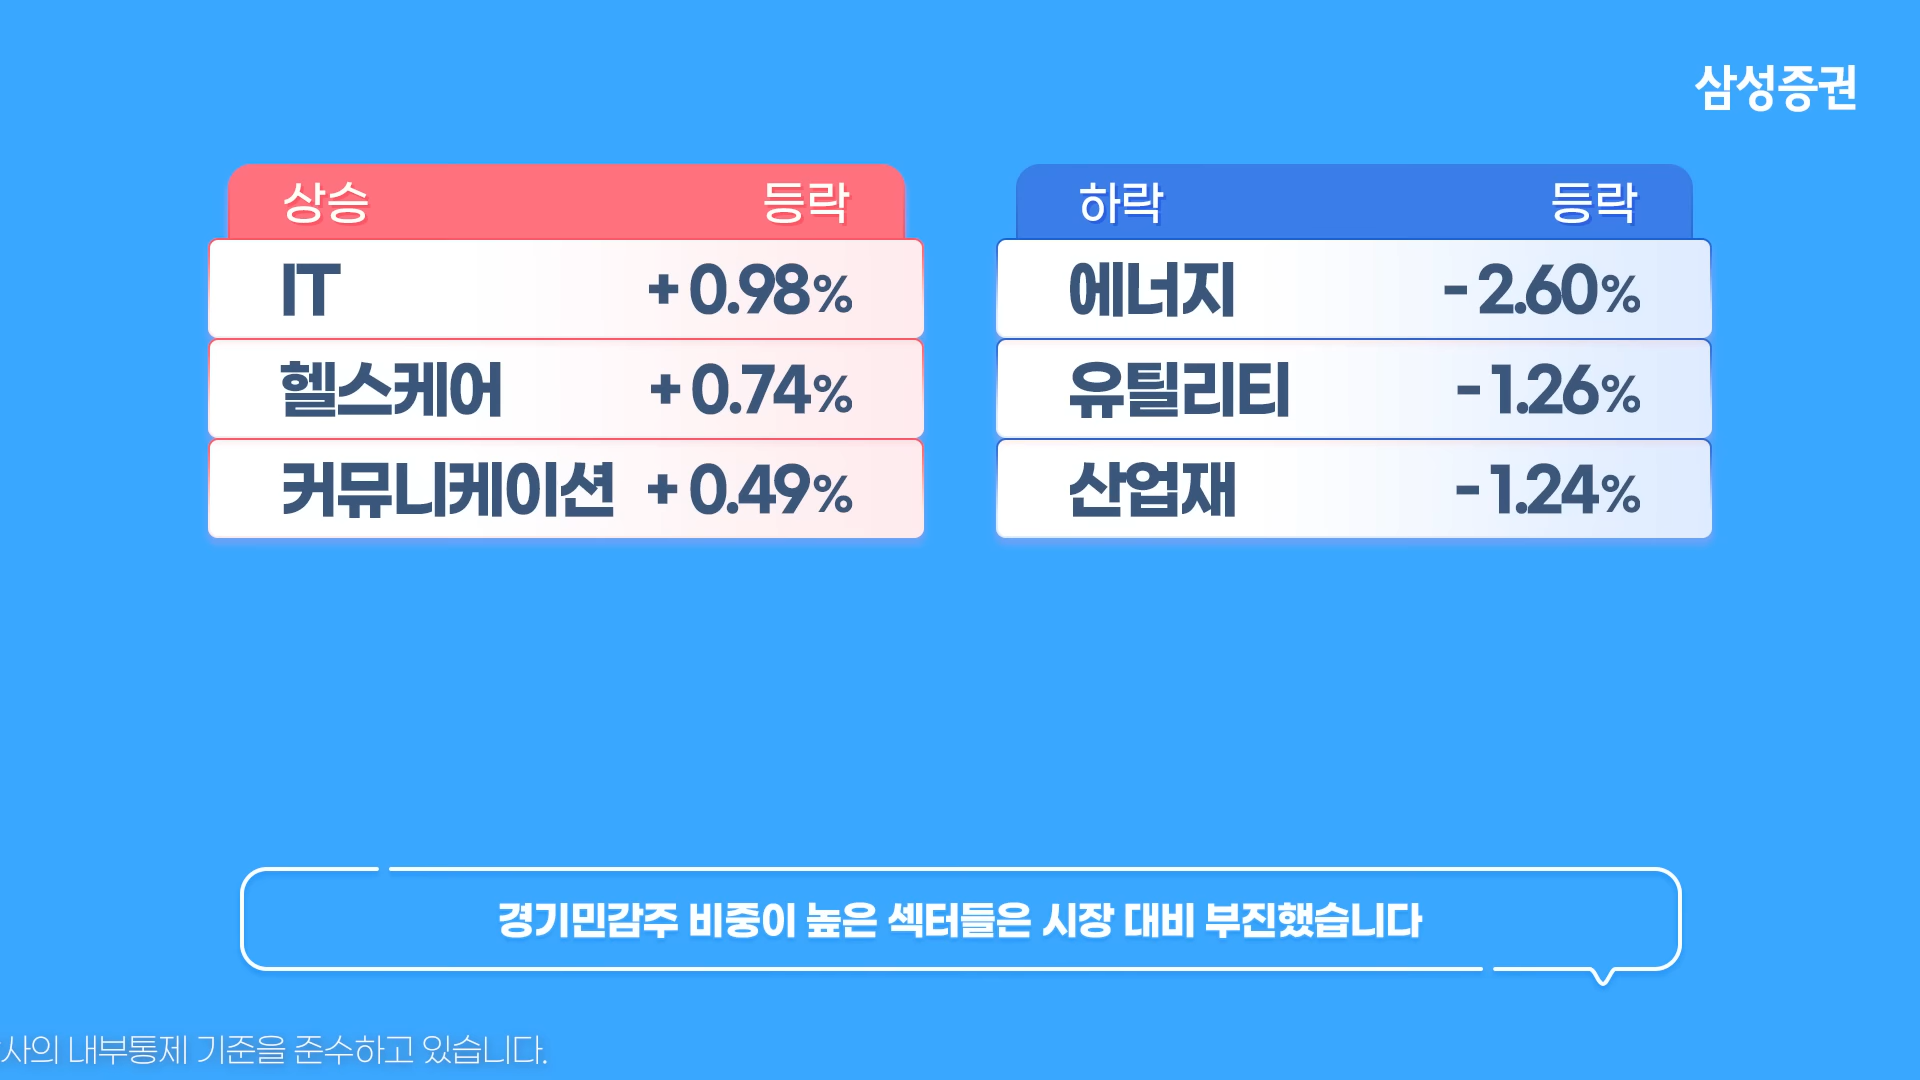 삼성증권
상승 등락
IT + 0.98%
헬스케어 + 0.74%
커뮤니케이션 + 0.49%
하락 등락
에너지 - 2.60%
유틸리티 - 1.26%
산업재 - 1.24%
경기민감주 비중이 높은 섹터들은 시장 대비 부진했습니다
사의 내부통제 기준을 준수하고 있습니다.